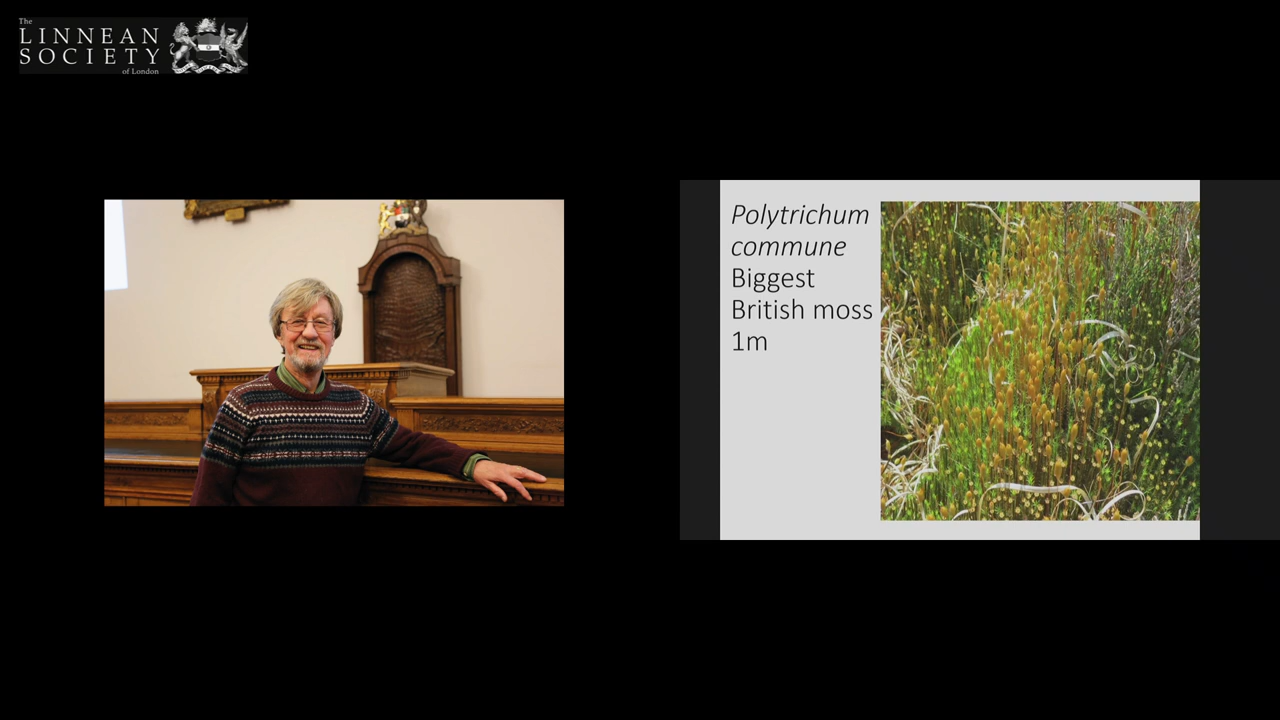 The
LINNEAN
SOCIETY
of London
Polytrichum
commune
Biggest
British moss
1m